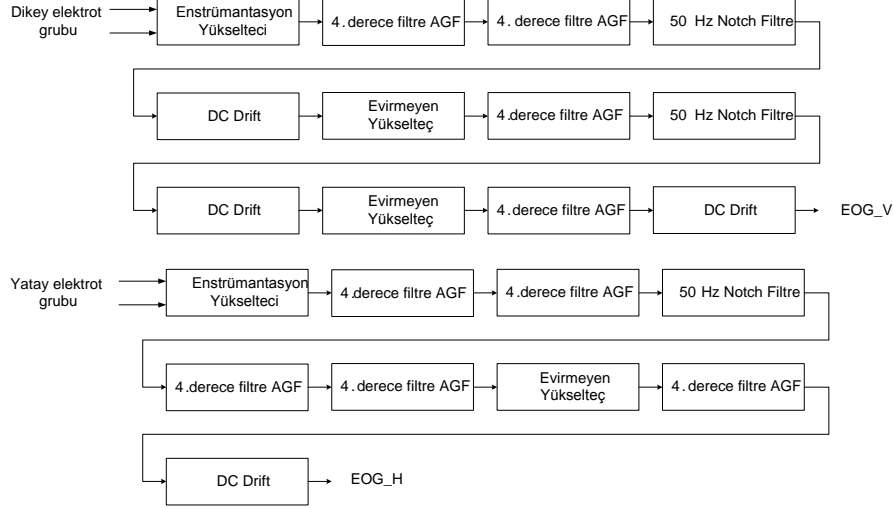 Dikey elektrot
grubu
Enstrümantasyon
Yükselteci
4. derece filtre AGF
4. derece filtre AGF
50 Hz Notch Filtre
DC Drift
Evirmeyen
Yükselteç
4.derece filtre AGF
50 Hz Notch Filtre
DC Drift
Evirmeyen
Yükselteç
4.derece filtre AGF
DC Drift
EOG_V
Yatay elektrot
grubu
Enstrümantasyon
Yükselteci
4.derece filtre AGF
4.derece filtre AGF
50 Hz Notch Filtre
4.derece filtre AGF
4.derece filtre AGF
Evirmeyen
Yükselteç
4.derece filtre AGF
DC Drift
EOG_H